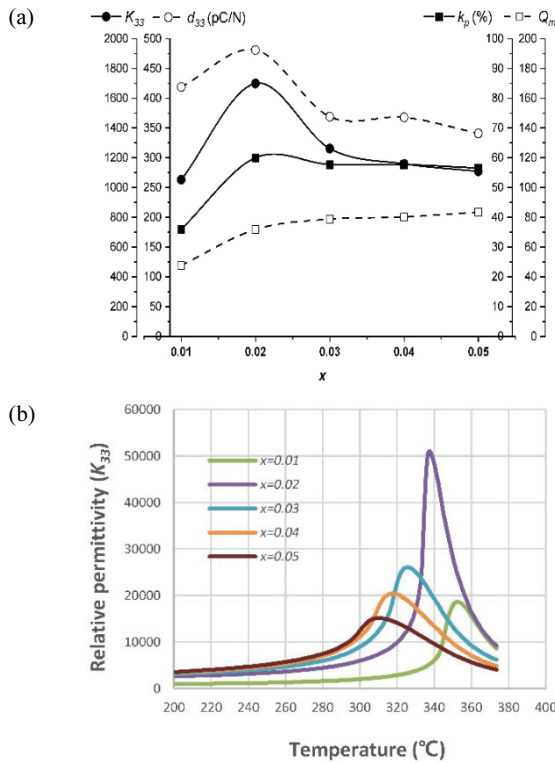 (a)
K33 d33 (pC/N) kp (%) Qm
2000 500 100 200
1800 450 90 180
1600 400 80 160
1400 350 70 140
1200 300 60 120
1000 250 50 100
800 200 40 80
600 150 30 60
400 100 20 40
200 50 10 20
0 0 0 0
0.01 0.02 0.03 0.04 0.05
x
(b)
Relative permittivity (K33)
60000
50000
40000
30000
20000
10000
0
x=0.01
x=0.02
x=0.03
x=0.04
x=0.05
200 220 240 260 280 300 320 340 360 380 400
Temperature (℃)